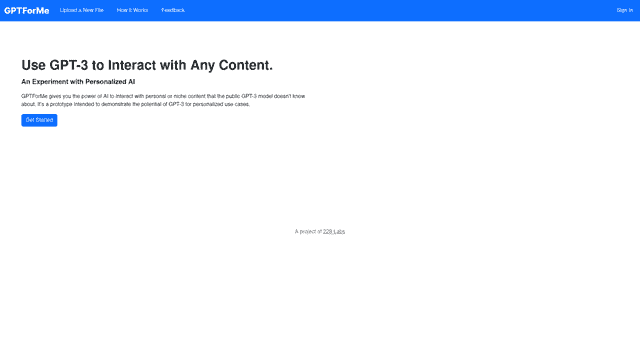 GPTForMe
Upload a New File
How It Works
Feedback
Sign In
Use GPT-3 to Interact with Any Content.
An Experiment with Personalized AI
GPTForMe gives you the power of AI to interact with personal or niche content that the public GPT-3 model doesn't know
about. It's a prototype intended to demonstrate the potential of GPT-3 for personalized use cases.
Get Started
A project of 228 Labs